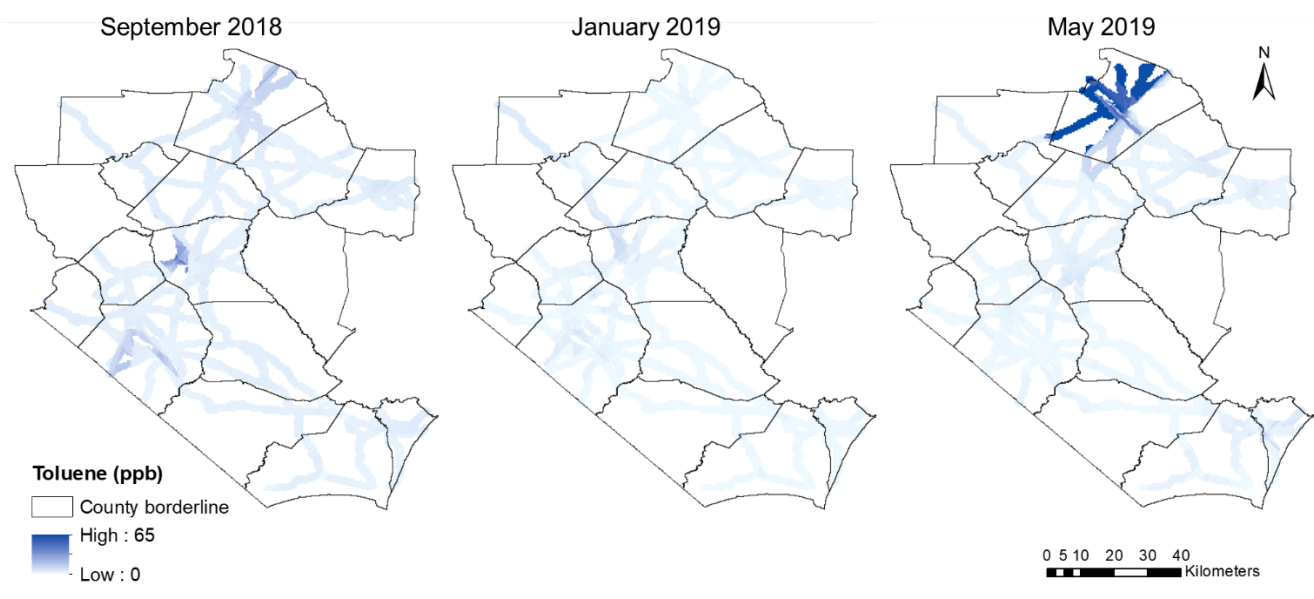 September 2018
January 2019
May 2019
N
Toluene (ppb)
County borderline
High : 65
Low : 0
0 5 10 20 30 40
Kilometers